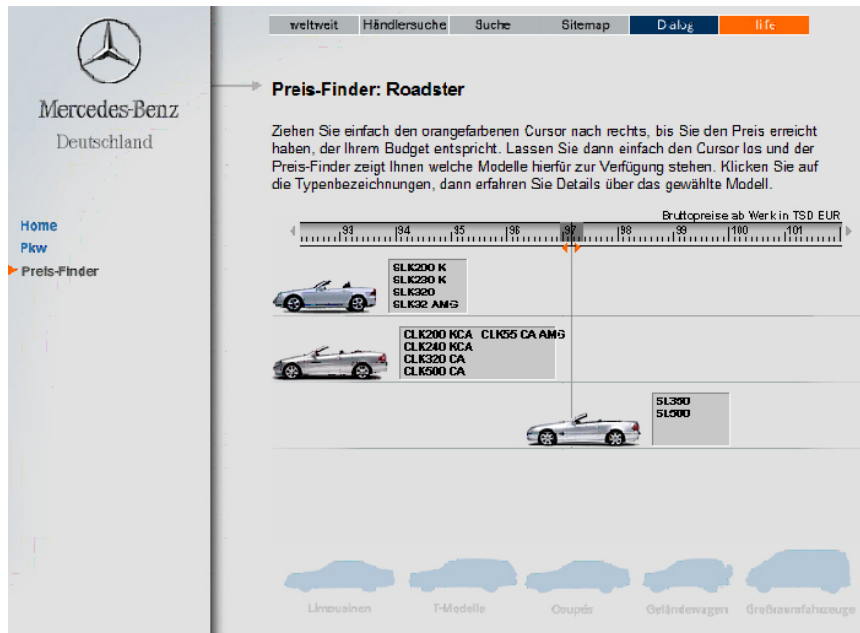 weltweit Händlersuche Suche Sitemap Dialog life
Mercedes-Benz
Deutschland
Home
Pkw
Preis-Finder
Preis-Finder: Roadster
Ziehen Sie einfach den orangefarbenen Cursor nach rechts, bis Sie den Preis erreicht
haben, der Ihrem Budget entspricht. Lassen Sie dann einfach den Cursor los und der
Preis-Finder zeigt Ihnen welche Modelle hierfür zur Verfügung stehen. Klicken Sie auf
die Typenbezeichnungen, dann erfahren Sie Details über das gewählte Modell.
Bruttopreise ab Werk in TSD EUR
93 94 95 96 97 98 99 100 101
SLK200 K
SLK230 K
SLK320
SLK32 AMG
CLK200 KCA CLK55 CA AMG
CLK240 KCA
CLK320 CA
CLK500 CA
SL350
SL500
Limousinen T-Modelle Coupés Geländewagen Großraumfahrzeuge